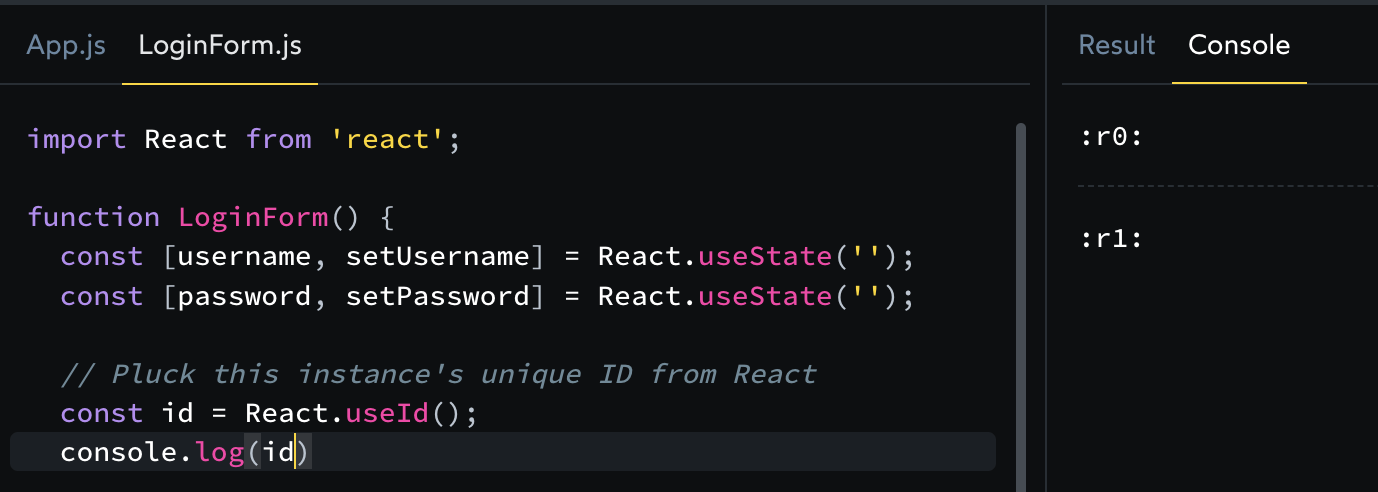 App.js LoginForm.js
import React from 'react';
function LoginForm() {
const [username, setUsername] = React.useState('');
const [password, setPassword] = React.useState('');
// Pluck this instance's unique ID from React
const id = React.useId();
console.log(id)
Result Console
:r0:
:r1: